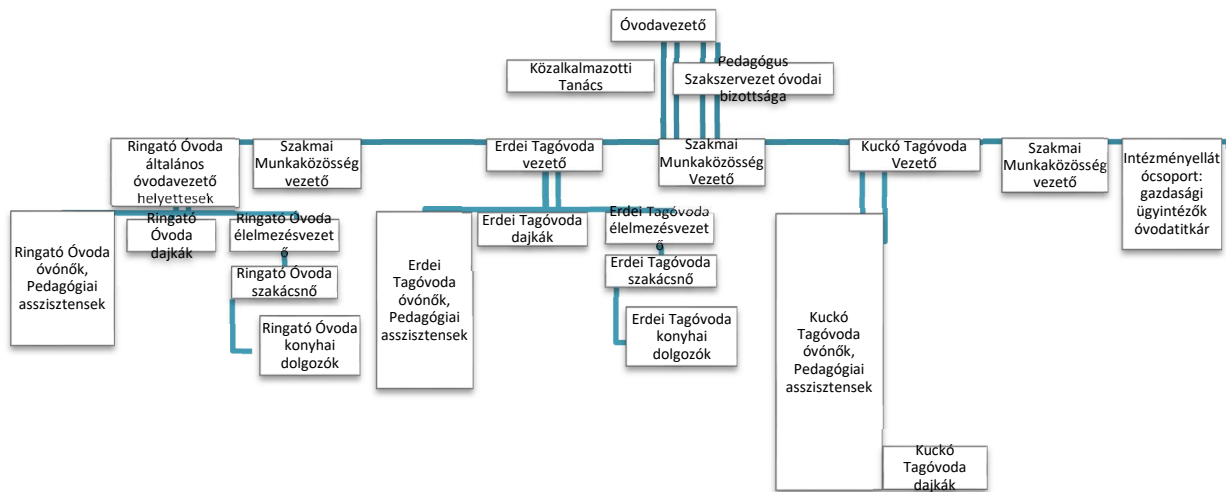 Óvodavezető
Közalkalmazotti
Tanács
Pedagógus
Szakszervezet óvodai
bizottsága
Ringató Óvoda
általános
óvodavezető
helyettesek
Szakmai
Munkaközösség
vezető
Erdei Tagóvoda
vezető
Szakmai
Munkaközösség
Vezető
Kuckó Tagóvoda
Vezető
Szakmai
Munkaközösség
vezető
Intézményellát
ócsoport:
gazdasági
ügyintézők
óvodatitkár
Ringató Óvoda
óvónők,
Pedagógiai
asszisztensek
Ringató
Óvoda
dajkák
Ringató Óvoda
élelmezésvezet
ő
Ringató Óvoda
szakácsnő
Ringató Óvoda
konyhai
dolgozók
Erdei
Tagóvoda
óvónők,
Pedagógiai
asszisztensek
Erdei Tagóvoda
dajkák
Erdei Tagóvoda
élelmezésvezet
ő
Erdei Tagóvoda
szakácsnő
Erdei Tagóvoda
konyhai
dolgozók
Kuckó
Tagóvoda
óvónők,
Pedagógiai
asszisztensek
Kuckó
Tagóvoda
dajkák